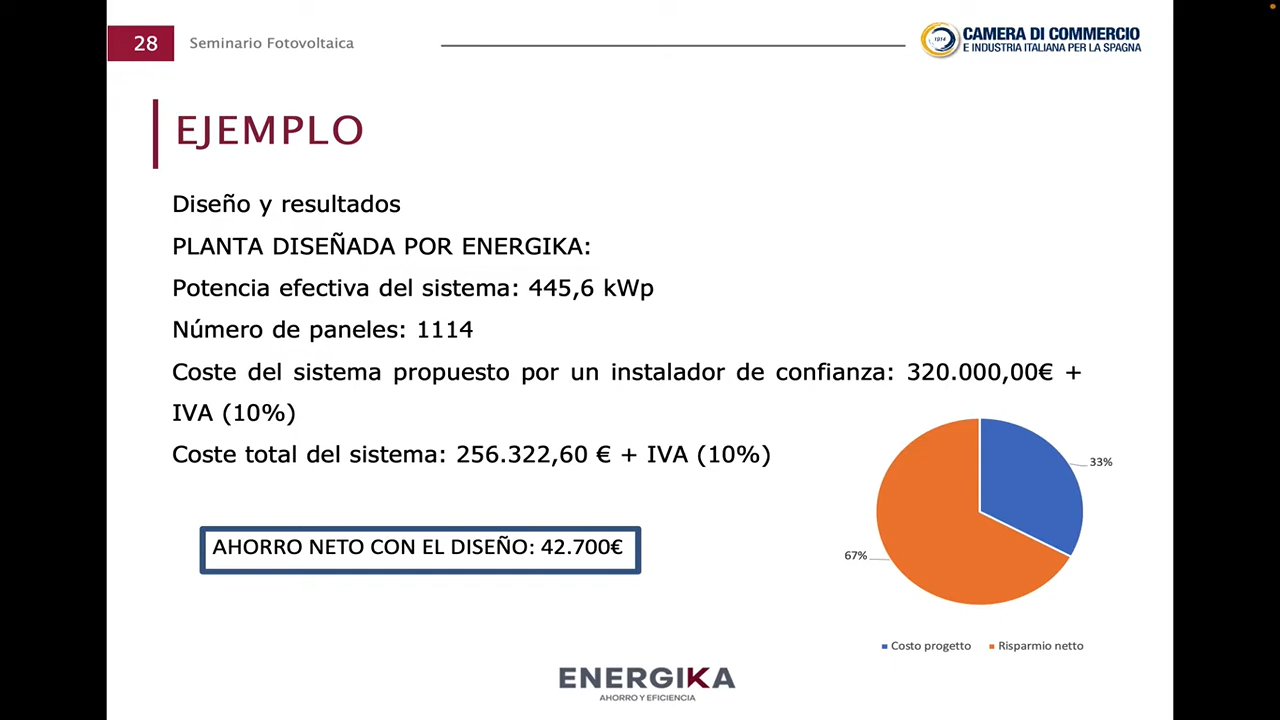 28
Seminario Fotovoltaica
1914
CAMERA DI COMMERCIO
E INDUSTRIA ITALIANA PER LA SPAGNA
EJEMPLO
Diseño y resultados
PLANTA DISEÑADA POR ENERGIKA:
Potencia efectiva del sistema: 445,6 kWp
Número de paneles: 1114
Coste del sistema propuesto por un instalador de confianza: 320.000,00€ +
IVA (10%)
Coste total del sistema: 256.322,60 € + IVA (10%)
AHORRO NETO CON EL DISEÑO: 42.700€
33%
67%
Costo progetto
Risparmio netto
ENERGIKA
AHORRO Y EFICIENCIA